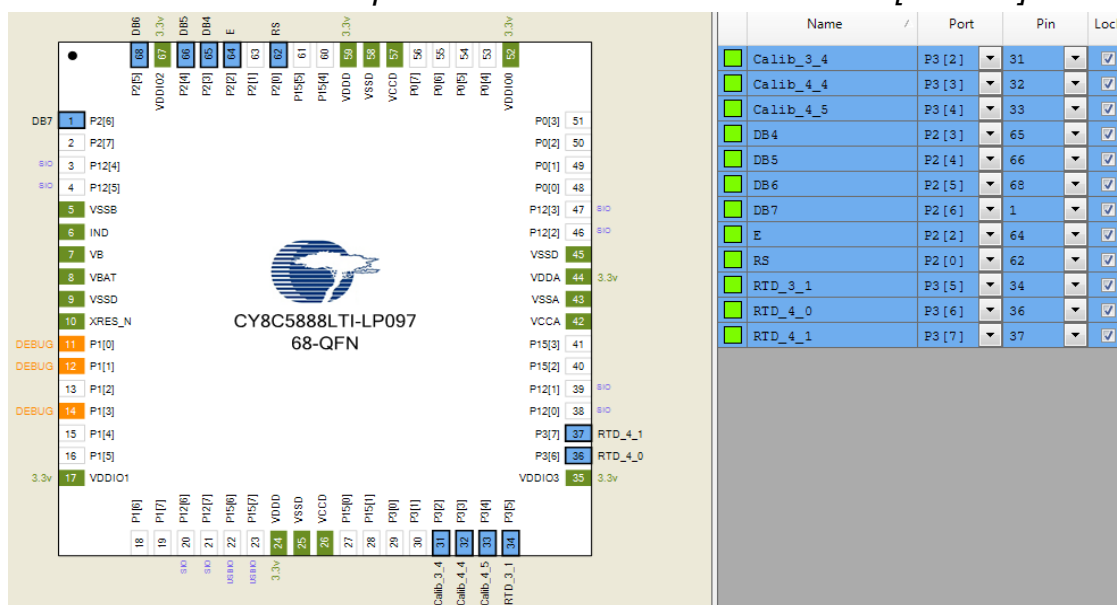 DB6
3.3v
DB5
DB4
E
RS
3.3v
3.3v
68
67
66
65
64
63
62
61
60
59
58
57
56
55
54
53
52
P2[5]
VDDIO2
P2[4]
P2[3]
P2[2]
P2[1]
P2[0]
P15[5]
P15[4]
VDDD
VSSD
VCCD
P0[7]
P0[6]
P0[5]
P0[4]
VDDIO0
DB7 1 P2[6]
2 P2[7]
SIO 3 P12[4]
SIO 4 P12[5]
5 VSSB
6 IND
7 VB
8 VBAT
9 VSSD
10 XRES_N
DEBUG 11 P1[0]
DEBUG 12 P1[1]
13 P1[2]
DEBUG 14 P1[3]
15 P1[4]
16 P1[5]
3.3v 17 VDDIO1
CY8C5888LTI-LP097
68-QFN
P0[3] 51
P0[2] 50
P0[1] 49
P0[0] 48
P12[3] 47 SIO
P12[2] 46 SIO
VSSD 45
VDDA 44 3.3v
VSSA 43
VCCA 42
P15[3] 41
P15[2] 40
P12[1] 39 SIO
P12[0] 38 SIO
P3[7] 37 RTD_4_1
P3[6] 36 RTD_4_0
VDDIO3 35 3.3v
P1[6]
P1[7]
P12[6]
P12[7]
P15[6]
P15[7]
VDDD
VSSD
VCCD
P15[0]
P15[1]
P3[0]
P3[1]
P3[2]
P3[3]
P3[4]
P3[5]
18
19
20
21
22
23
24
25
26
27
28
29
30
31
32
33
34
SIO
SIO
USBIO
USBIO
3.3v
Calib_3_4
Calib_4_4
Calib_4_5
RTD_3_1
Name / Port Pin
Calib_3_4 P3[2] 31
Calib_4_4 P3[3] 32
Calib_4_5 P3[4] 33
DB4 P2[3] 65
DB5 P2[4] 66
DB6 P2[5] 68
DB7 P2[6] 1
E P2[2] 64
RS P2[0] 62
RTD_3_1 P3[5] 34
RTD_4_0 P3[6] 36
RTD_4_1 P3[7] 37